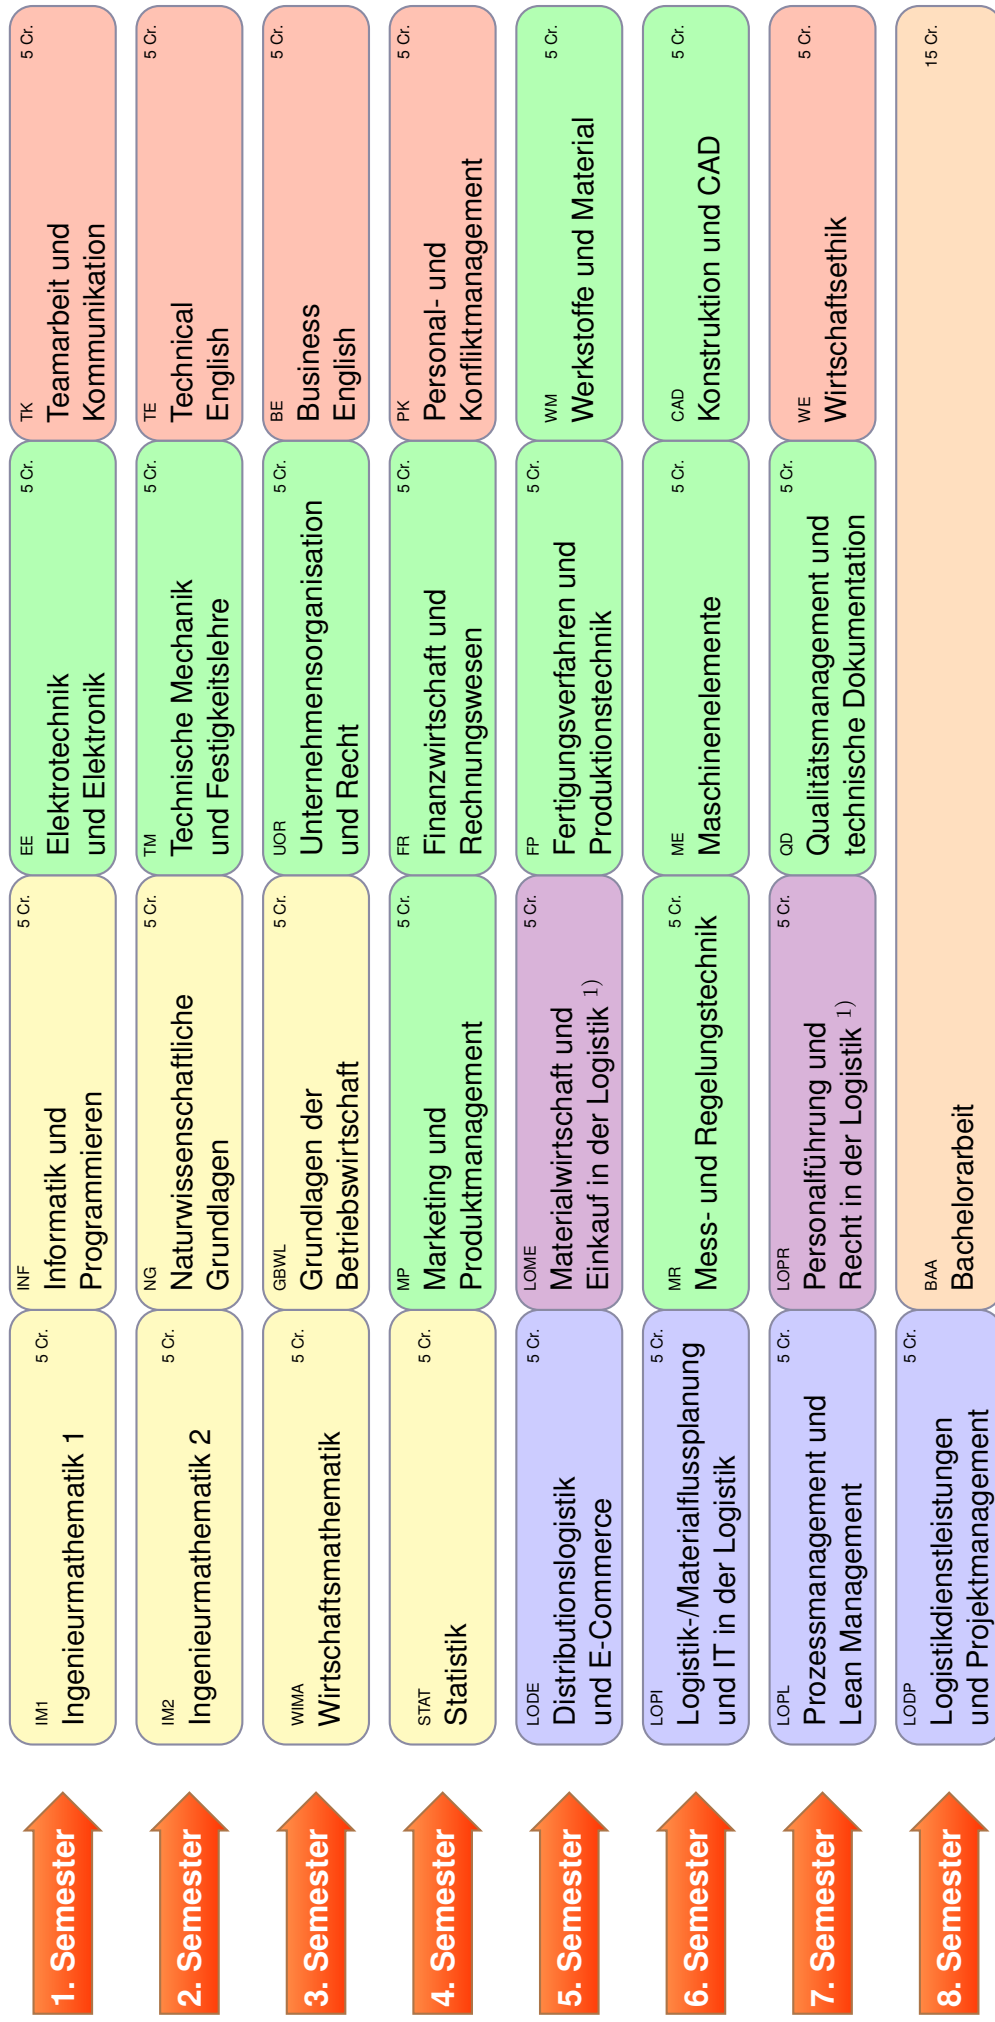 1. Semester
IM1
5 Cr.
Ingenieurmathematik 1
INF
5 Cr.
Informatik und
Programmieren
EE
5 Cr.
Elektrotechnik
und Elektronik
TK
5 Cr.
Teamarbeit und
Kommunikation
2. Semester
IM2
5 Cr.
Ingenieurmathematik 2
NG
5 Cr.
Naturwissenschaftliche
Grundlagen
TM
5 Cr.
Technische Mechanik
und Festigkeitslehre
TE
5 Cr.
Technical
English
3. Semester
WIMA
5 Cr.
Wirtschaftsmathematik
GBWL
5 Cr.
Grundlagen der
Betriebswirtschaft
UOR
5 Cr.
Unternehmensorganisation
und Recht
BE
5 Cr.
Business
English
4. Semester
STAT
5 Cr.
Statistik
MP
5 Cr.
Marketing und
Produktmanagement
FR
5 Cr.
Finanzwirtschaft und
Rechnungswesen
PK
5 Cr.
Personal- und
Konfliktmanagement
5. Semester
LODE
5 Cr.
Distributionslogistik
und E-Commerce
LOME
5 Cr.
Materialwirtschaft und
Einkauf in der Logistik 1)
FP
5 Cr.
Fertigungsverfahren und
Produktionstechnik
WM
5 Cr.
Werkstoffe und Material
6. Semester
LOPI
5 Cr.
Logistik-/Materialflussplanung
und IT in der Logistik
MR
5 Cr.
Mess- und Regelungstechnik
ME
5 Cr.
Maschinenelemente
CAD
5 Cr.
Konstruktion und CAD
7. Semester
LOPL
5 Cr.
Prozessmanagement und
Lean Management
LOPR
5 Cr.
Personalführung und
Recht in der Logistik 1)
QD
5 Cr.
Qualitätsmanagement und
technische Dokumentation
WE
5 Cr.
Wirtschaftsethik
8. Semester
LODP
5 Cr.
Logistikdienstleistungen
und Projektmanagement
BAA
15 Cr.
Bachelorarbeit